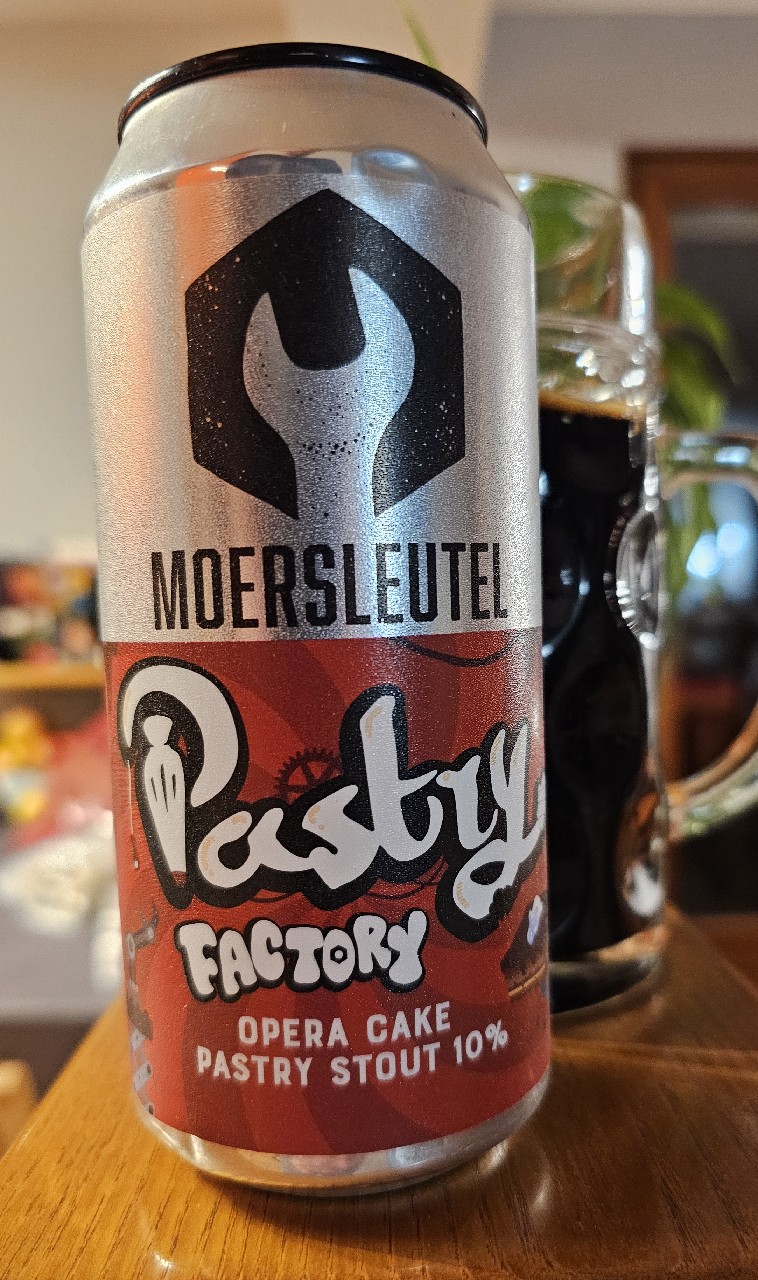 MOERSLEUTEL
Pastry
FACTORY
OPERA CAKE
PASTRY STOUT 10%